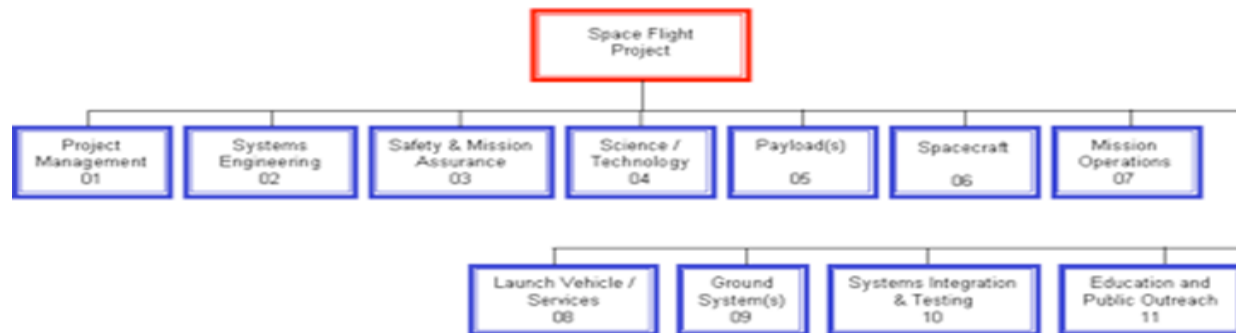 Space Flight
Project
Project
Management
01
Systems
Engineering
02
Safety & Mission
Assurance
03
Science /
Technology
04
Payload(s)
05
Spacecraft
06
Mission
Operations
07
Launch Vehicle /
Services
08
Ground
System(s)
09
Systems Integration
& Testing
10
Education and
Public Outreach
11